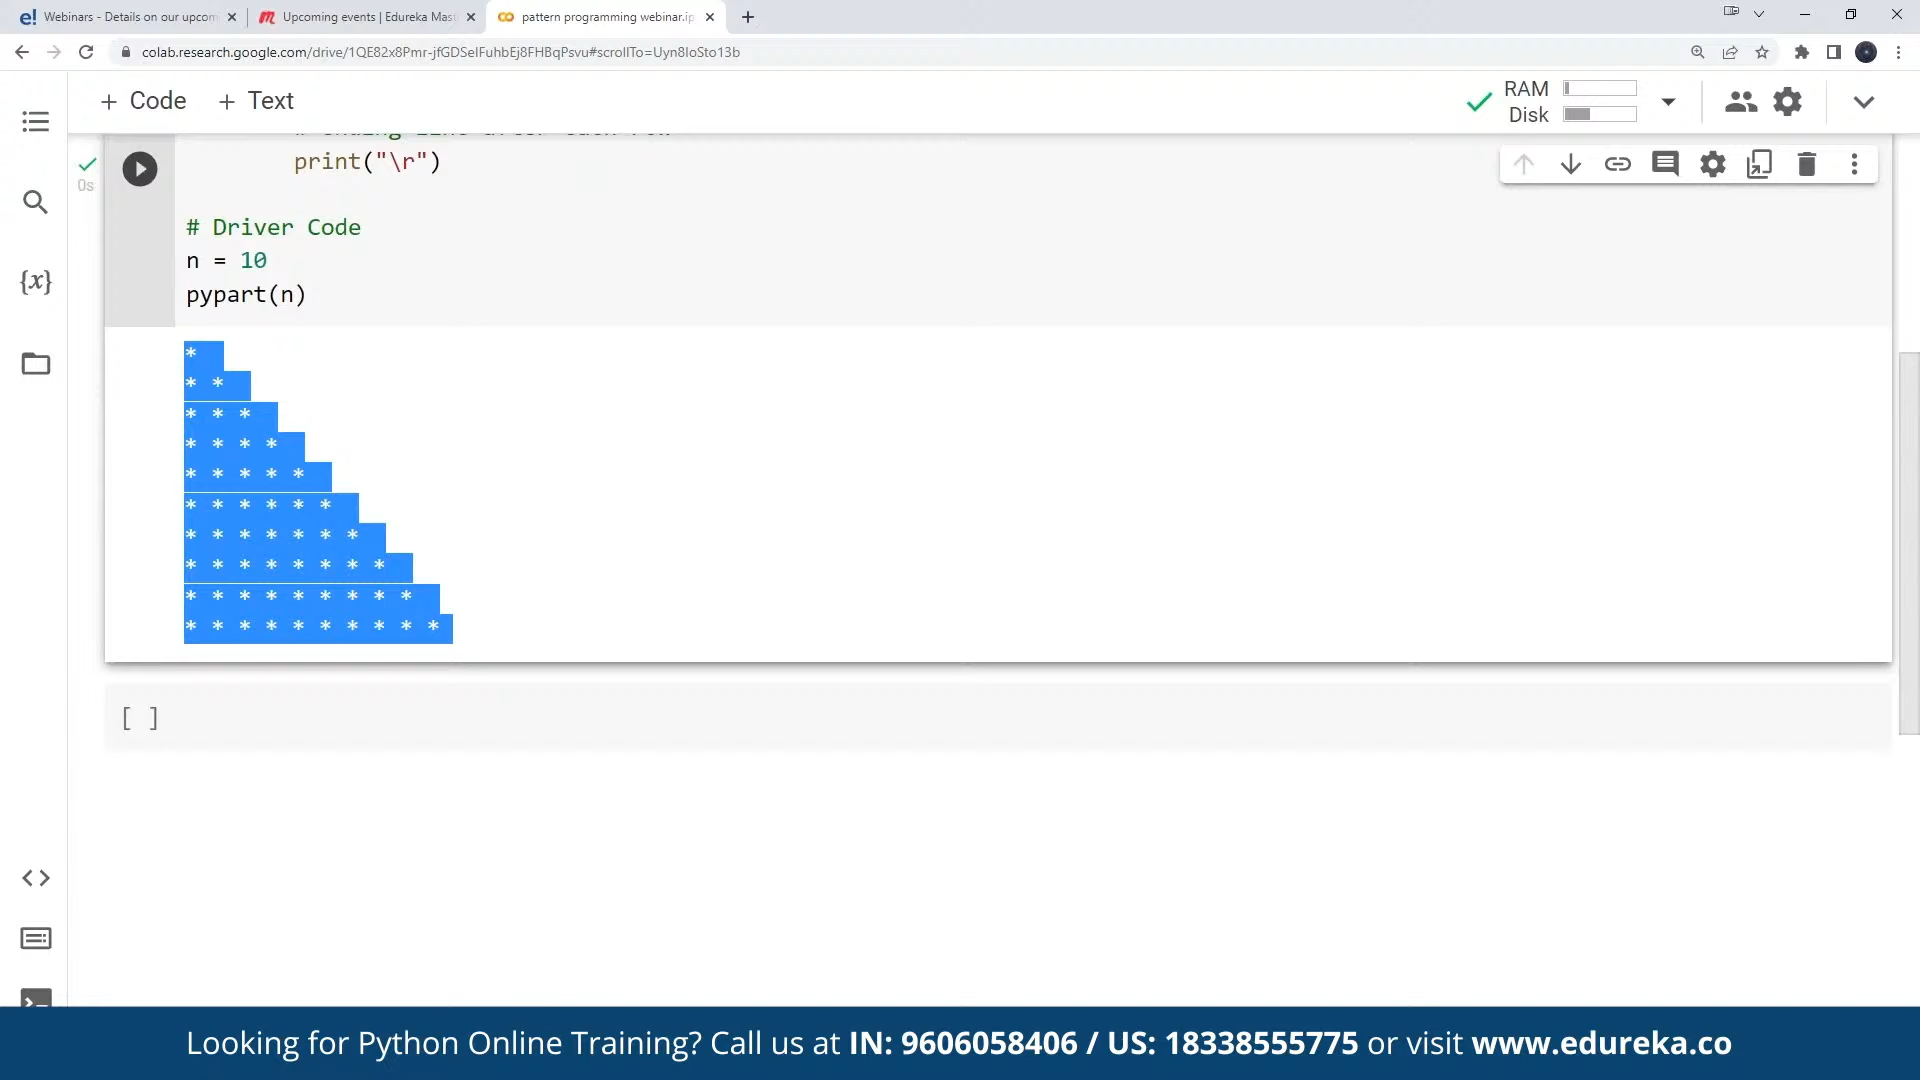 Webinars - Details on our upcom
Upcoming events | Edureka Mast
pattern programming webinar.ip
colab.research.google.com/drive/1QE82x8Pmr-jfGDSeIFuhbEj8FHBqPsvu#scrollTo=Uyn8IoSto13b
+ Code + Text
RAM
Disk
0s
print("\r")
# Driver Code
n = 10
pypart(n)
*
* *
* * *
* * * *
* * * * *
* * * * * *
* * * * * * *
* * * * * * * *
* * * * * * * * *
* * * * * * * * * *
[ ]
Looking for Python Online Training? Call us at IN: 9606058406 / US: 18338555775 or visit www.edureka.co